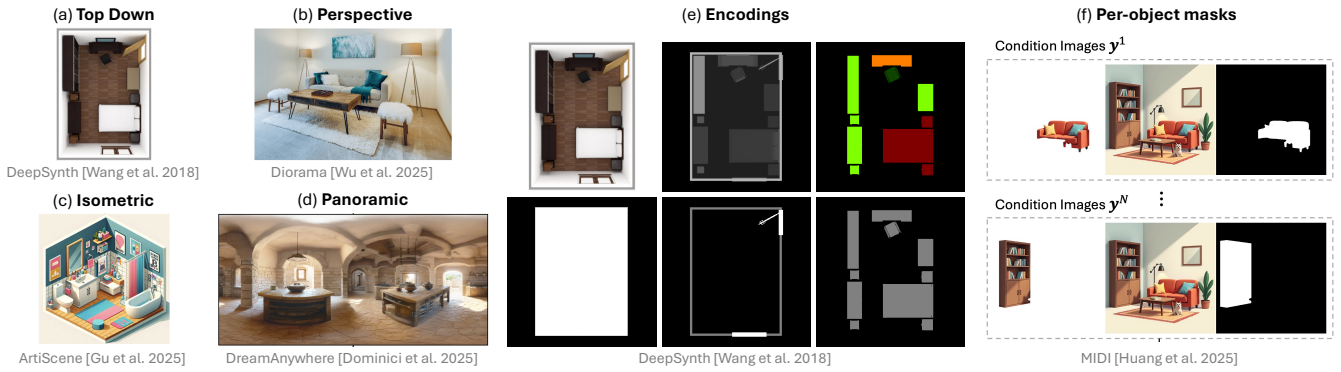 (a) Top Down
DeepSynth [Wang et al. 2018]
(b) Perspective
Diorama [Wu et al. 2025]
(c) Isometric
ArtiScene [Gu et al. 2025]
(d) Panoramic
DreamAnywhere [Dominici et al. 2025]
(e) Encodings
DeepSynth [Wang et al. 2018]
(f) Per-object masks
Condition Images y¹
Condition Images yᴺ
MIDI [Huang et al. 2025]